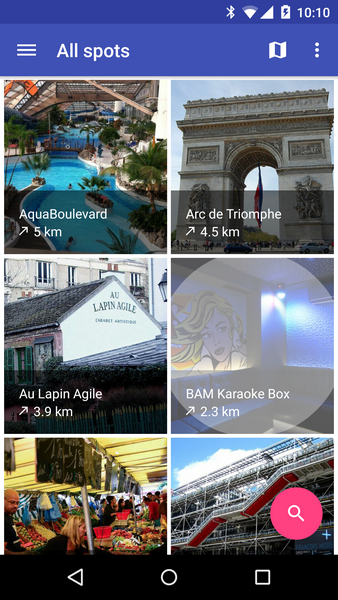 10:10
All spots
AquaBoulevard
5 km
Arc de Triomphe
4.5 km
AU
LAPIN AGILE
CABARET ARTISTIQUE
Au Lapin Agile
3.9 km
BAM Karaoke Box
2.3 km